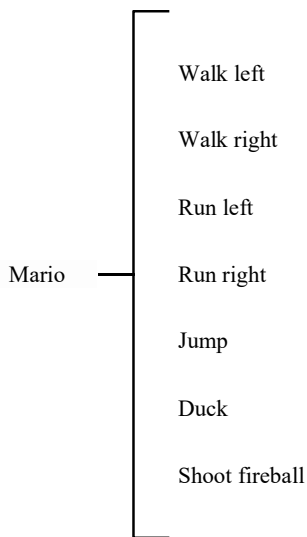 Walk left
Walk right
Run left
Mario
Run right
Jump
Duck
Shoot fireball